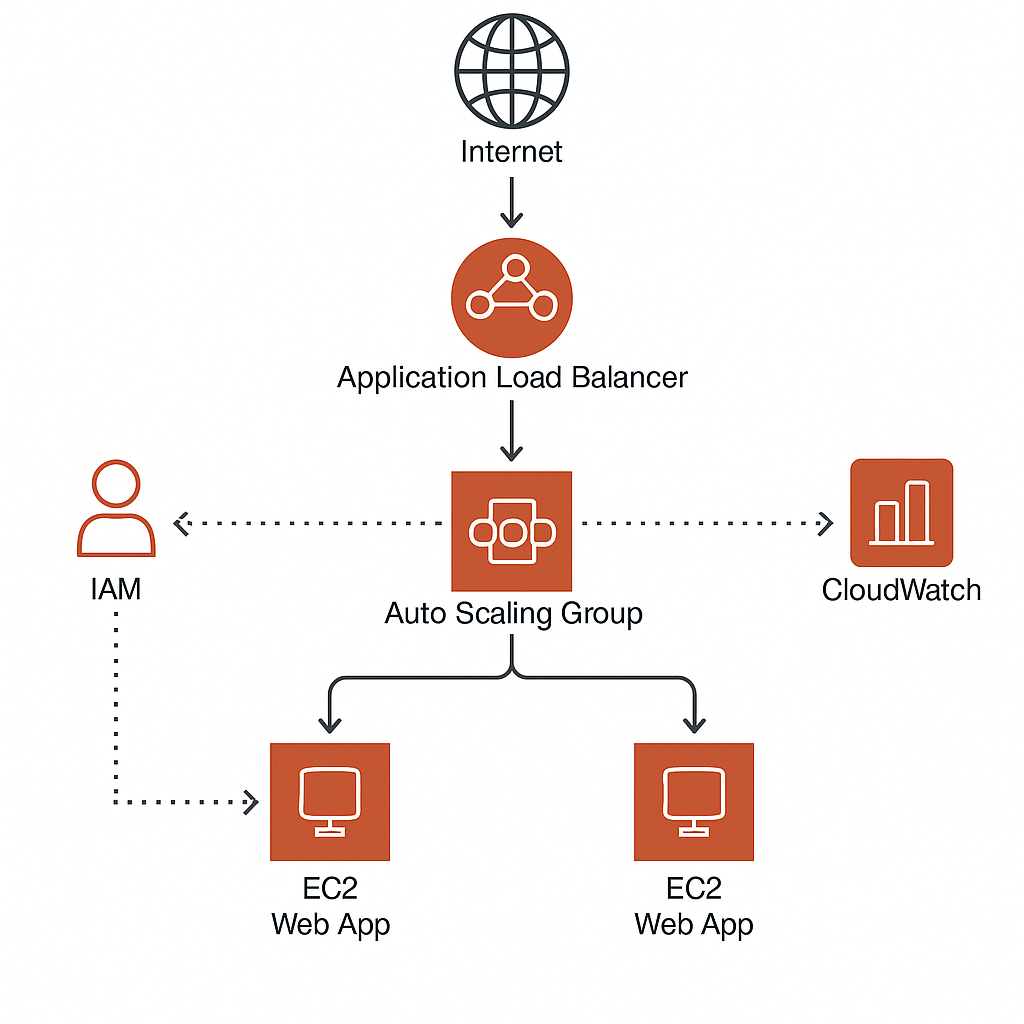 Internet
Application Load Balancer
IAM
Auto Scaling Group
CloudWatch
EC2
Web App
EC2
Web App